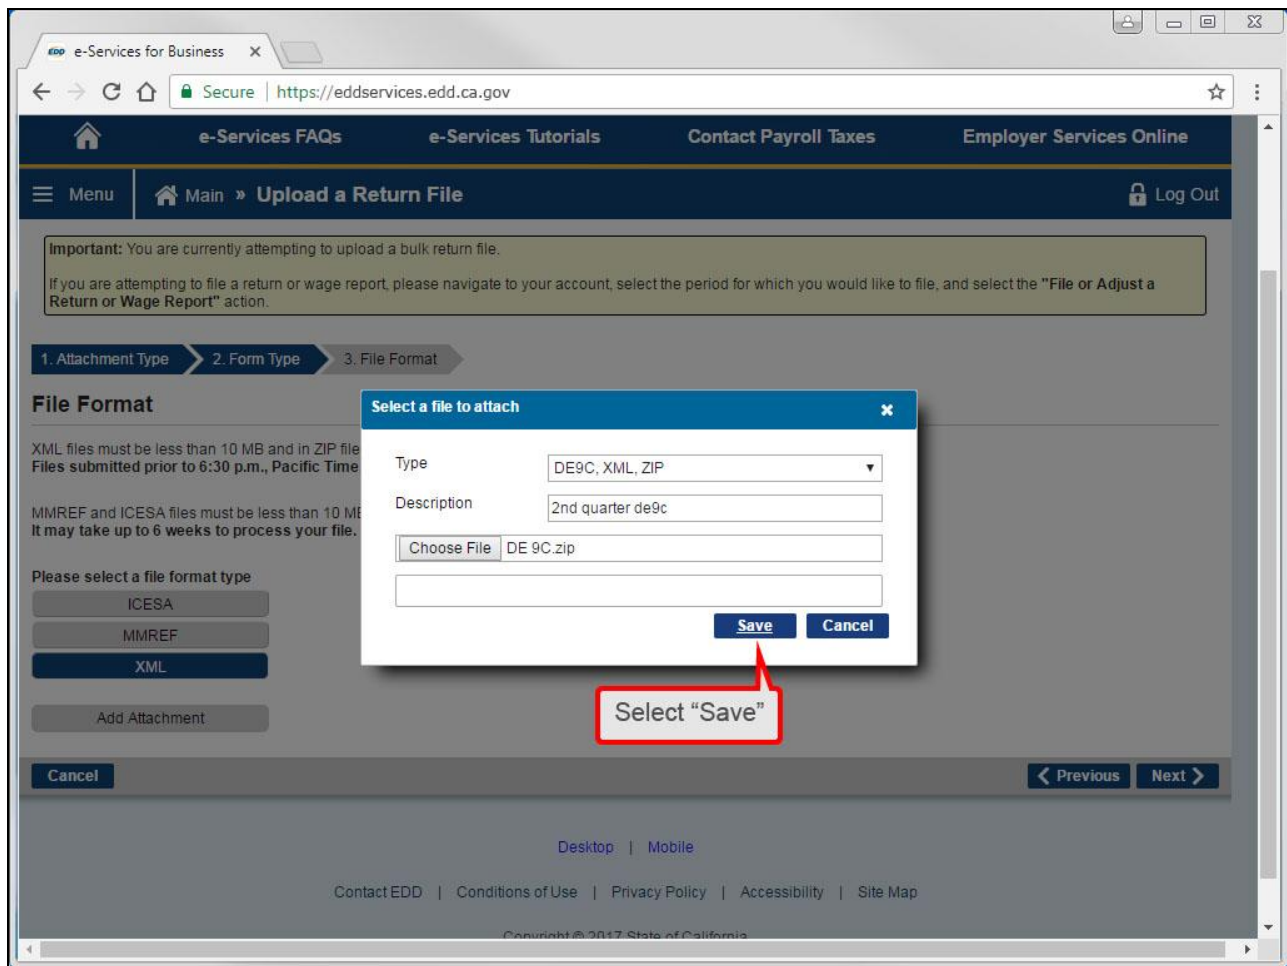 EDD e-Services for Business
Secure | https://eddservices.edd.ca.gov
e-Services FAQs e-Services Tutorials Contact Payroll Taxes Employer Services Online
Menu Main » Upload a Return File Log Out
Important: You are currently attempting to upload a bulk return file.
If you are attempting to file a return or wage report, please navigate to your account, select the period for which you would like to file, and select the "File or Adjust a
Return or Wage Report" action.
1. Attachment Type 2. Form Type 3. File Format
File Format
XML files must be less than 10 MB and in ZIP file
Files submitted prior to 6:30 p.m., Pacific Time
MMREF and ICESA files must be less than 10 MB
It may take up to 6 weeks to process your file.
Please select a file format type
ICESA
MMREF
XML
Add Attachment
Select a file to attach
Type DE9C, XML, ZIP
Description 2nd quarter de9c
Choose File DE 9C.zip
Save Cancel
Select “Save”
Cancel Previous Next
Desktop | Mobile
Contact EDD | Conditions of Use | Privacy Policy | Accessibility | Site Map
Copyright © 2017 State of California